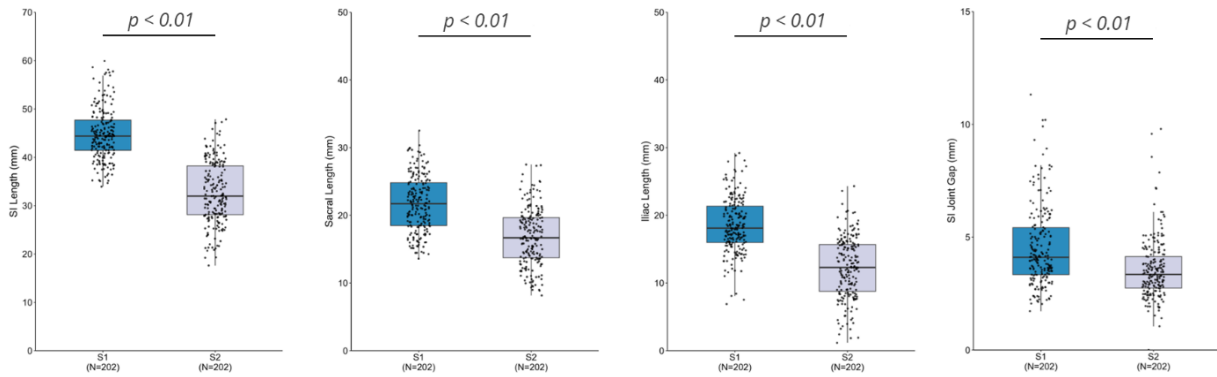 p < 0.01
70
60
50
40
30
20
10
0
SI Length (mm)
S1
(N=202)
S2
(N=202)
p < 0.01
50
40
30
20
10
0
Sacral Length (mm)
S1
(N=202)
S2
(N=202)
p < 0.01
50
40
30
20
10
0
Iliac Length (mm)
S1
(N=202)
S2
(N=202)
p < 0.01
15
10
5
0
SI Joint Gap (mm)
S1
(N=202)
S2
(N=202)